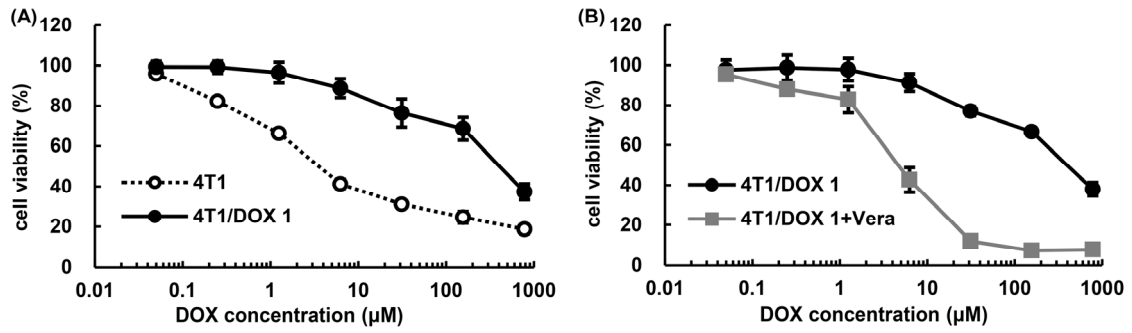 (A)
120
100
80
60
40
20
0
cell viability (%)
4T1
4T1/DOX 1
0.01 0.1 1 10 100 1000
DOX concentration (µM)
(B)
120
100
80
60
40
20
0
cell viability (%)
4T1/DOX 1
4T1/DOX 1+Vera
0.01 0.1 1 10 100 1000
DOX concentration (µM)